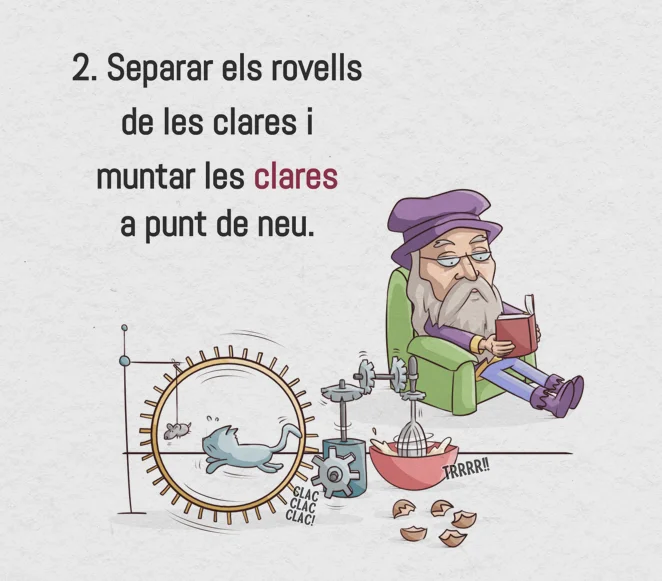 2. Separar els rovells
de les clares i
muntar les clares
a punt de neu.
CLAC
CLAC
CLAC!
TRRRR!!